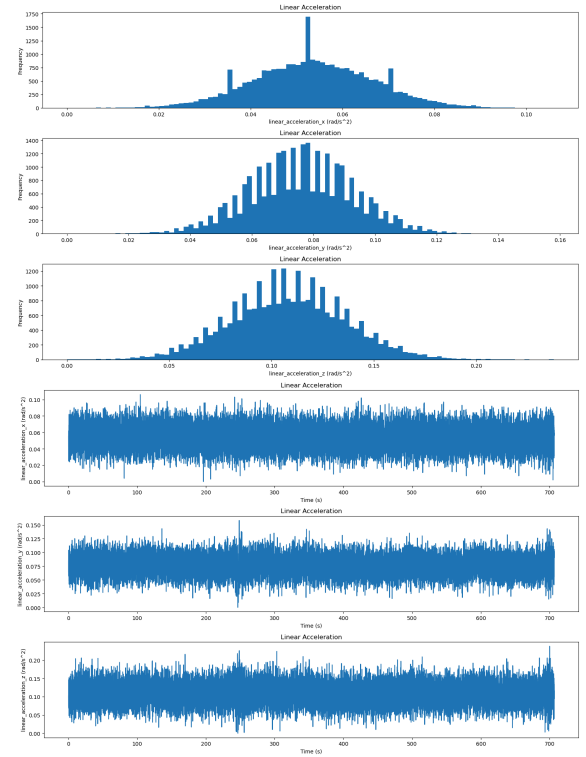 Linear Acceleration
1750
1500
1250
1000
750
500
250
0
Frequency
0.00 0.02 0.04 0.06 0.08 0.10
linear_acceleration_x (rad/s^2)
Linear Acceleration
1400
1200
1000
800
600
400
200
0
Frequency
0.00 0.02 0.04 0.06 0.08 0.10 0.12 0.14 0.16
linear_acceleration_y (rad/s^2)
Linear Acceleration
1200
1000
800
600
400
200
0
Frequency
0.00 0.05 0.10 0.15 0.20
linear_acceleration_z (rad/s^2)
Linear Acceleration
0.10
0.08
0.06
0.04
0.02
0.00
linear_acceleration_x (rad/s^2)
0 100 200 300 400 500 600 700
Time (s)
Linear Acceleration
0.150
0.125
0.100
0.075
0.050
0.025
0.000
linear_acceleration_y (rad/s^2)
0 100 200 300 400 500 600 700
Time (s)
Linear Acceleration
0.20
0.15
0.10
0.05
0.00
linear_acceleration_z (rad/s^2)
0 100 200 300 400 500 600 700
Time (s)